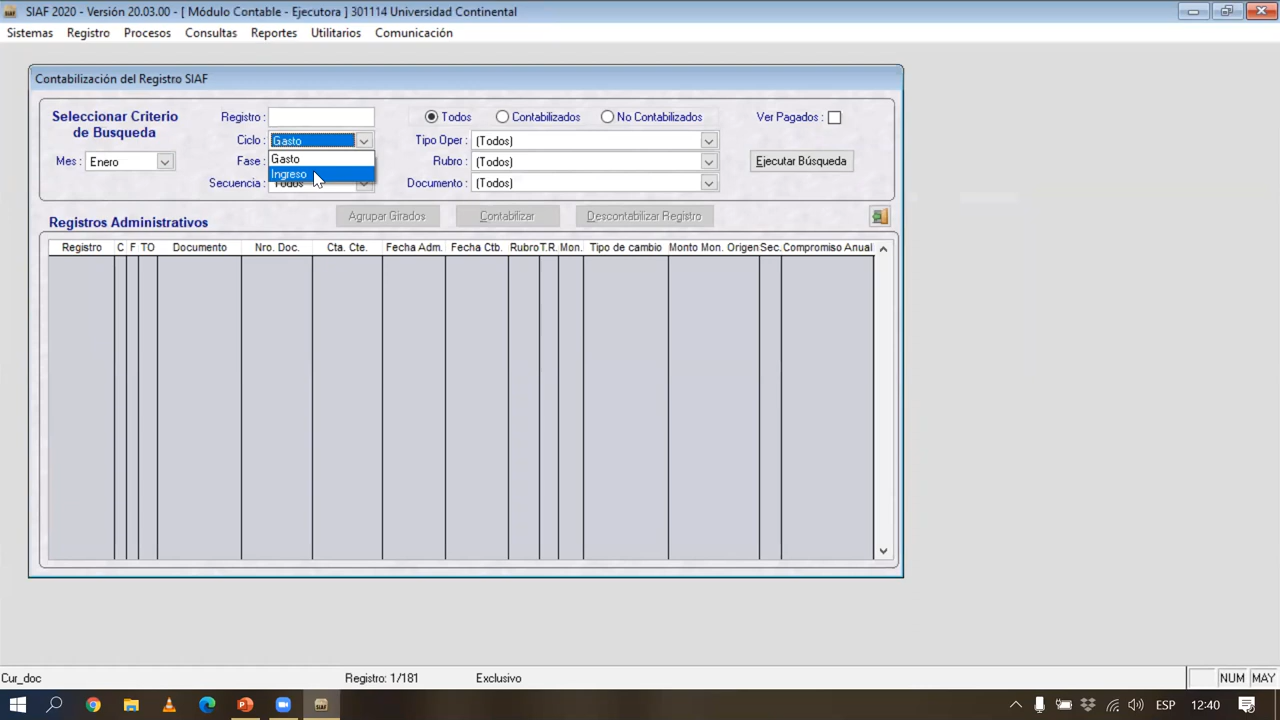 SIAF 2020 - Versión 20.03.00 - [ Módulo Contable - Ejecutora ] 301114 Universidad Continental
Sistemas Registro Procesos Consultas Reportes Utilitarios Comunicación
Contabilización del Registro SIAF
Seleccionar Criterio de Busqueda
Registro : Todos Contabilizados No Contabilizados Ver Pagados :
Ciclo : Gasto Tipo Oper : (Todos)
Mes : Enero Fase : Gasto Rubro : (Todos) Ejecutar Búsqueda
Ingreso
Secuencia : Todos Documento : (Todos)
Agrupar Girados Contabilizar Descontabilizar Registro
Registros Administrativos
Registro C F TO Documento Nro. Doc. Cta. Cte. Fecha Adm. Fecha Ctb. Rubro T.R. Mon. Tipo de cambio Monto Mon. Origen Sec. Compromiso Anual
Cur_doc Registro: 1/181 Exclusivo NUM MAY
ESP 12:40